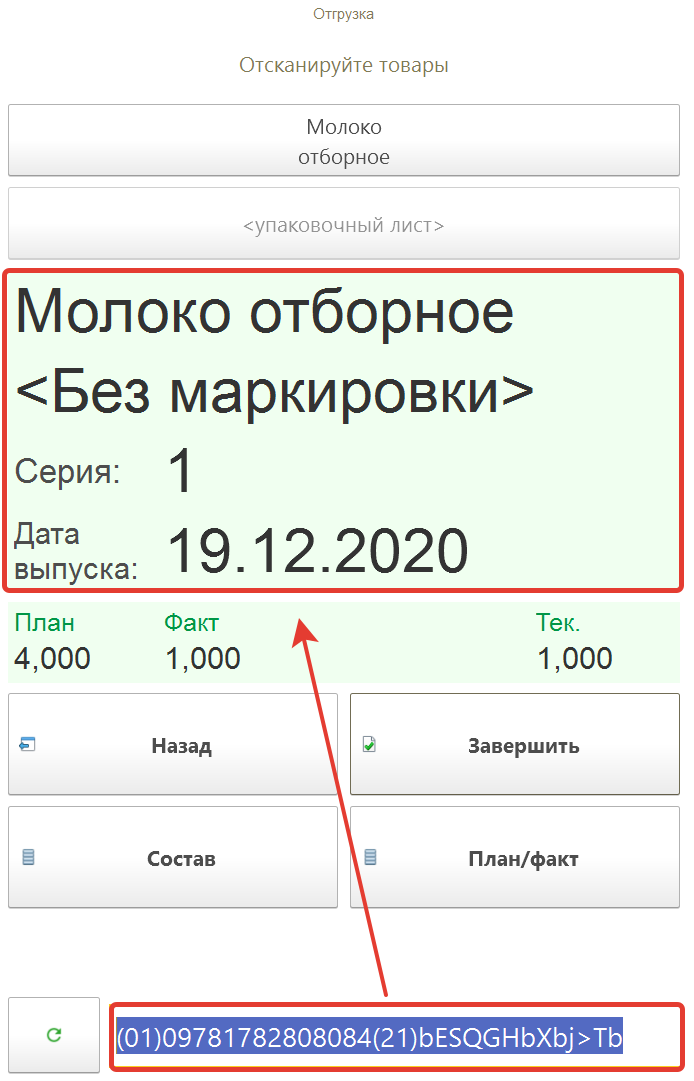 Отгрузка
Отсканируйте товары
Молоко
отборное
<упаковочный лист>
Молоко отборное
<Без маркировки>
Серия: 1
Дата
выпуска: 19.12.2020
План Факт Тек.
4,000 1,000 1,000
Назад Завершить
Состав План/факт
(01)09781782808084(21)bESQGHbXbj>Tb